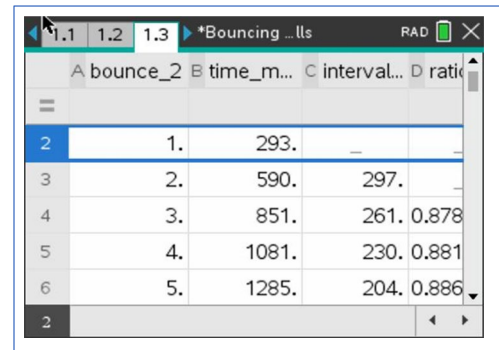 1.1 1.2 1.3 *Bouncing ...lls RAD
A bounce_2 B time_m... C interval... D ratio
=
2 1. 293. _ _
3 2. 590. 297. _
4 3. 851. 261. 0.878
5 4. 1081. 230. 0.881
6 5. 1285. 204. 0.886
2